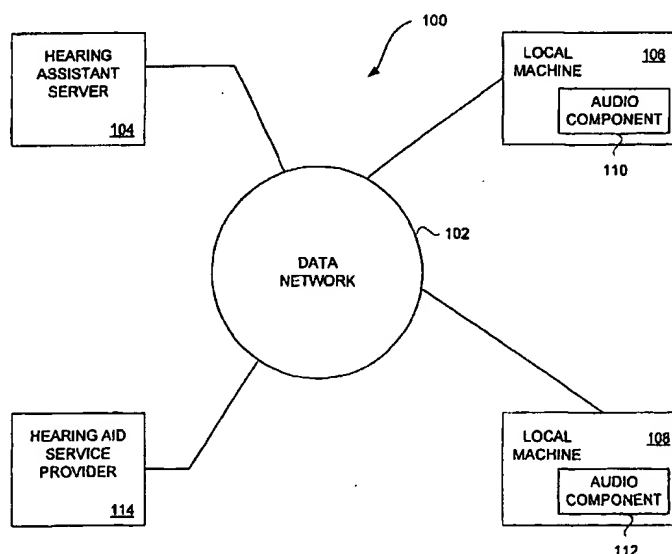 100
HEARING
ASSISTANT
SERVER
104
LOCAL
MACHINE
106
AUDIO
COMPONENT
110
102
DATA
NETWORK
HEARING AID
SERVICE
PROVIDER
114
LOCAL
MACHINE
108
AUDIO
COMPONENT
112